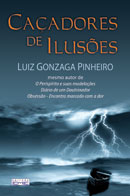 CAÇADORES
DE ILUSÕES
LUIZ GONZAGA PINHEIRO
mesmo autor de
O Perispírito e suas modelações
Diário de um Doutrinador
Obsessão - Encontro marcado com a dor